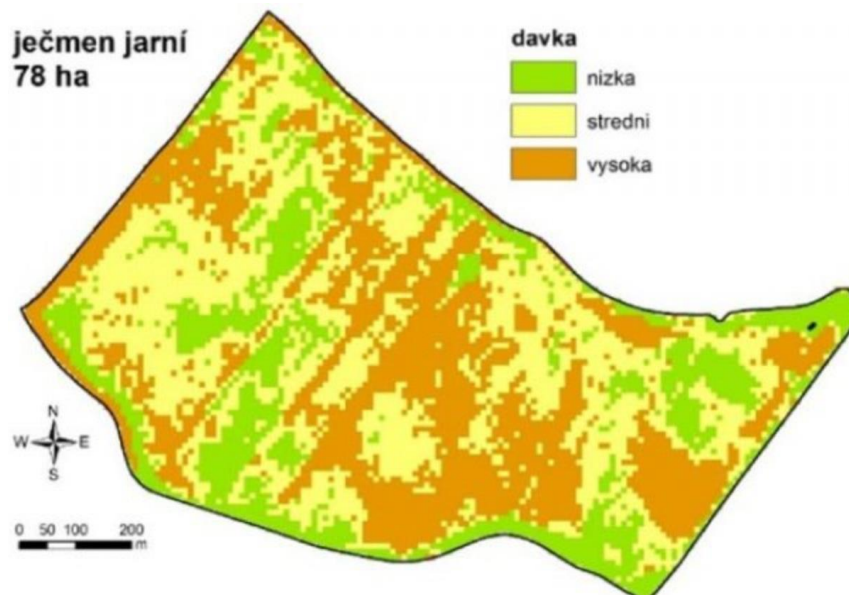 ječmen jarní
78 ha
davka
nizka
stredni
vysoka
N
W E
S
0 50 100 200
m